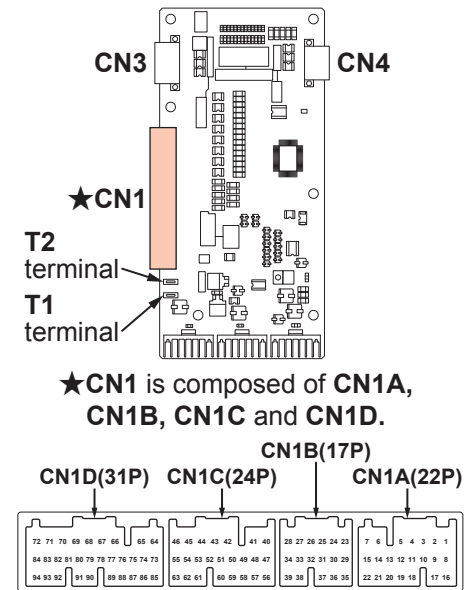 CN3
CN4
★CN1
T2
terminal
T1
terminal
★CN1 is composed of CN1A,
CN1B, CN1C and CN1D.
CN1B(17P)
CN1D(31P) CN1C(24P) CN1A(22P)
72 71 70 69 68 67 66 65 64 46 45 44 43 42 41 40 28 27 26 25 24 23 7 6 5 4 3 2 1
84 83 82 81 80 79 78 77 76 75 74 73 55 54 53 52 51 50 49 48 47 34 33 32 31 30 29 15 14 13 12 11 10 9 8
94 93 92 91 90 89 88 87 86 85 63 62 61 60 59 58 57 56 39 38 37 36 35 22 21 20 19 18 17 16